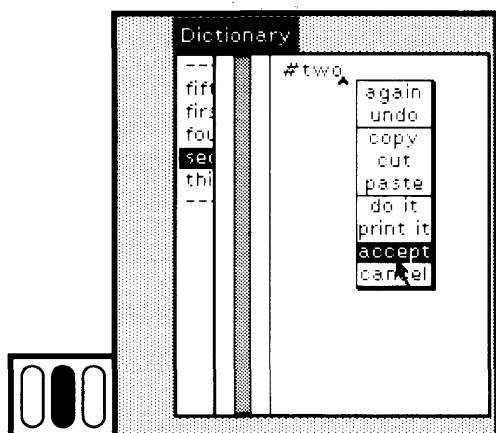 Dictionary
---
fift
firs
fou
sec
thi
---
#two
again
undo
copy
cut
paste
do it
print it
accept
cancel